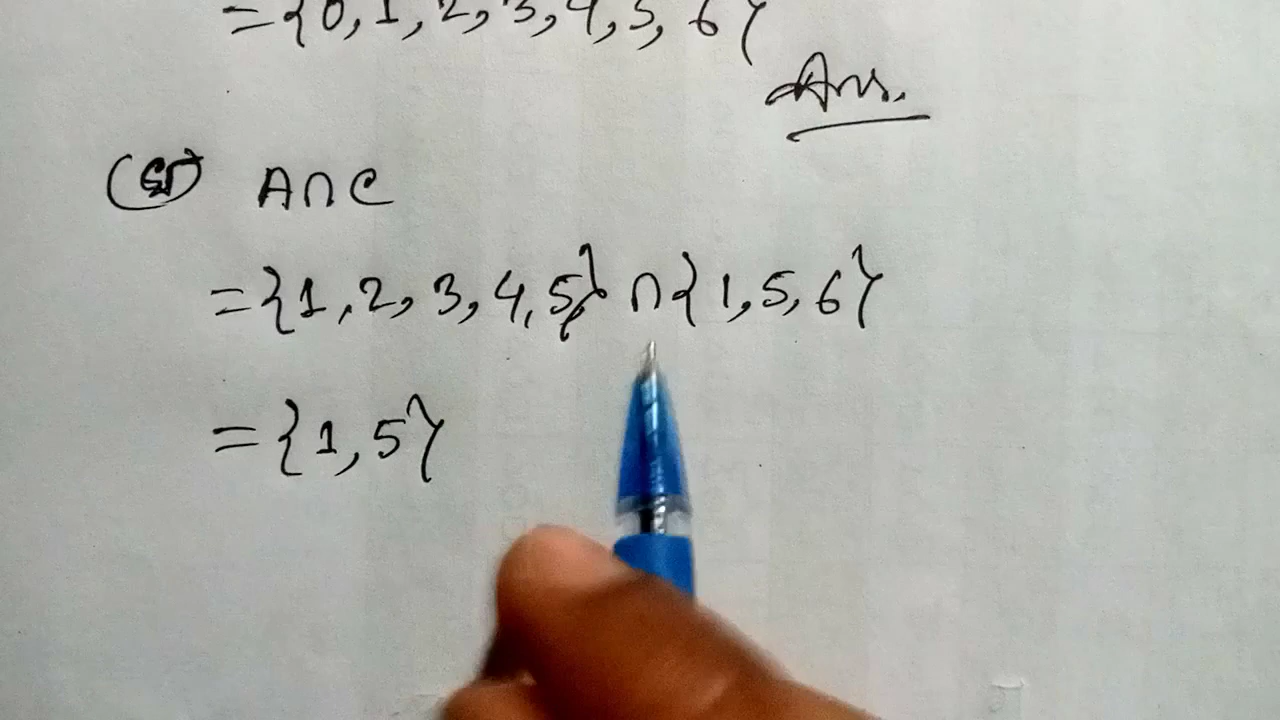 ={0, 1, 2, 3, 4, 5, 6}
Ans.
(ঘ) A∩C
={1, 2, 3, 4, 5}∩{1, 5, 6}
={1, 5}